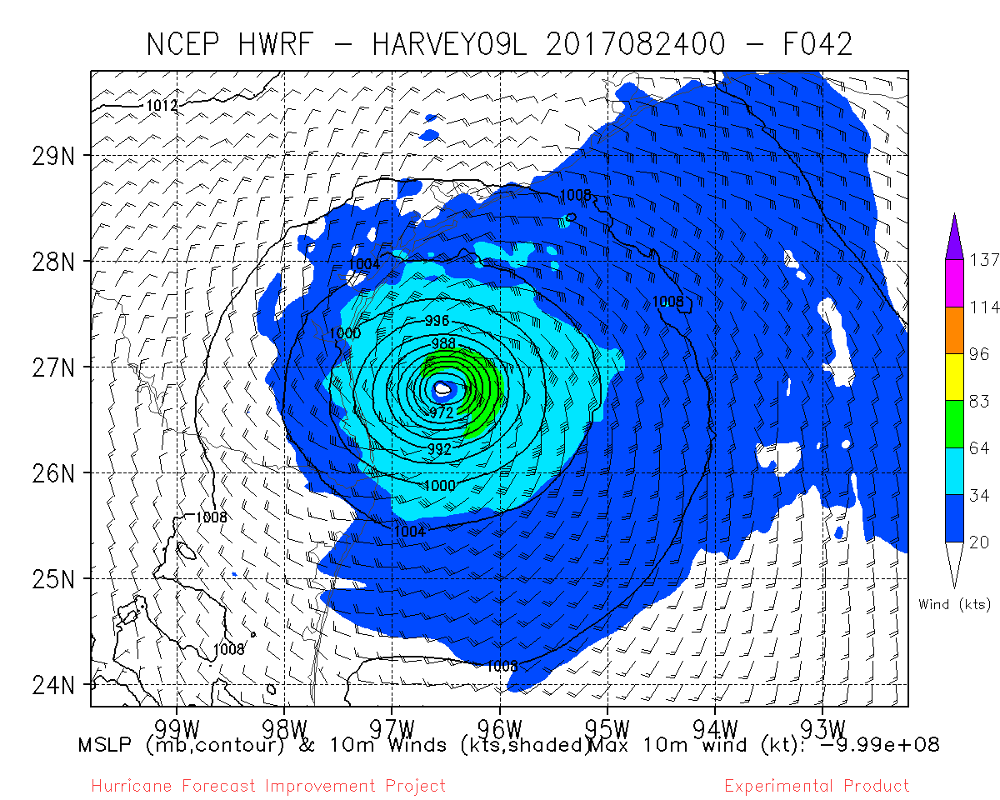 NCEP HWRF - HARVEY09L 2017082400 - F042
1012
29N
1008
28N
1004
137
1008
114
996
1000
988
96
27N
83
972
64
992
26N
1000
34
1008
1004
20
25N
Wind (kts)
1008
1008
24N
99W 98W 97W 96W 95W 94W 93W
MSLP (mb,contour) & 10m Winds (kts,shaded) Max 10m wind (kt): -9.99e+08
Hurricane Forecast Improvement Project Experimental Product